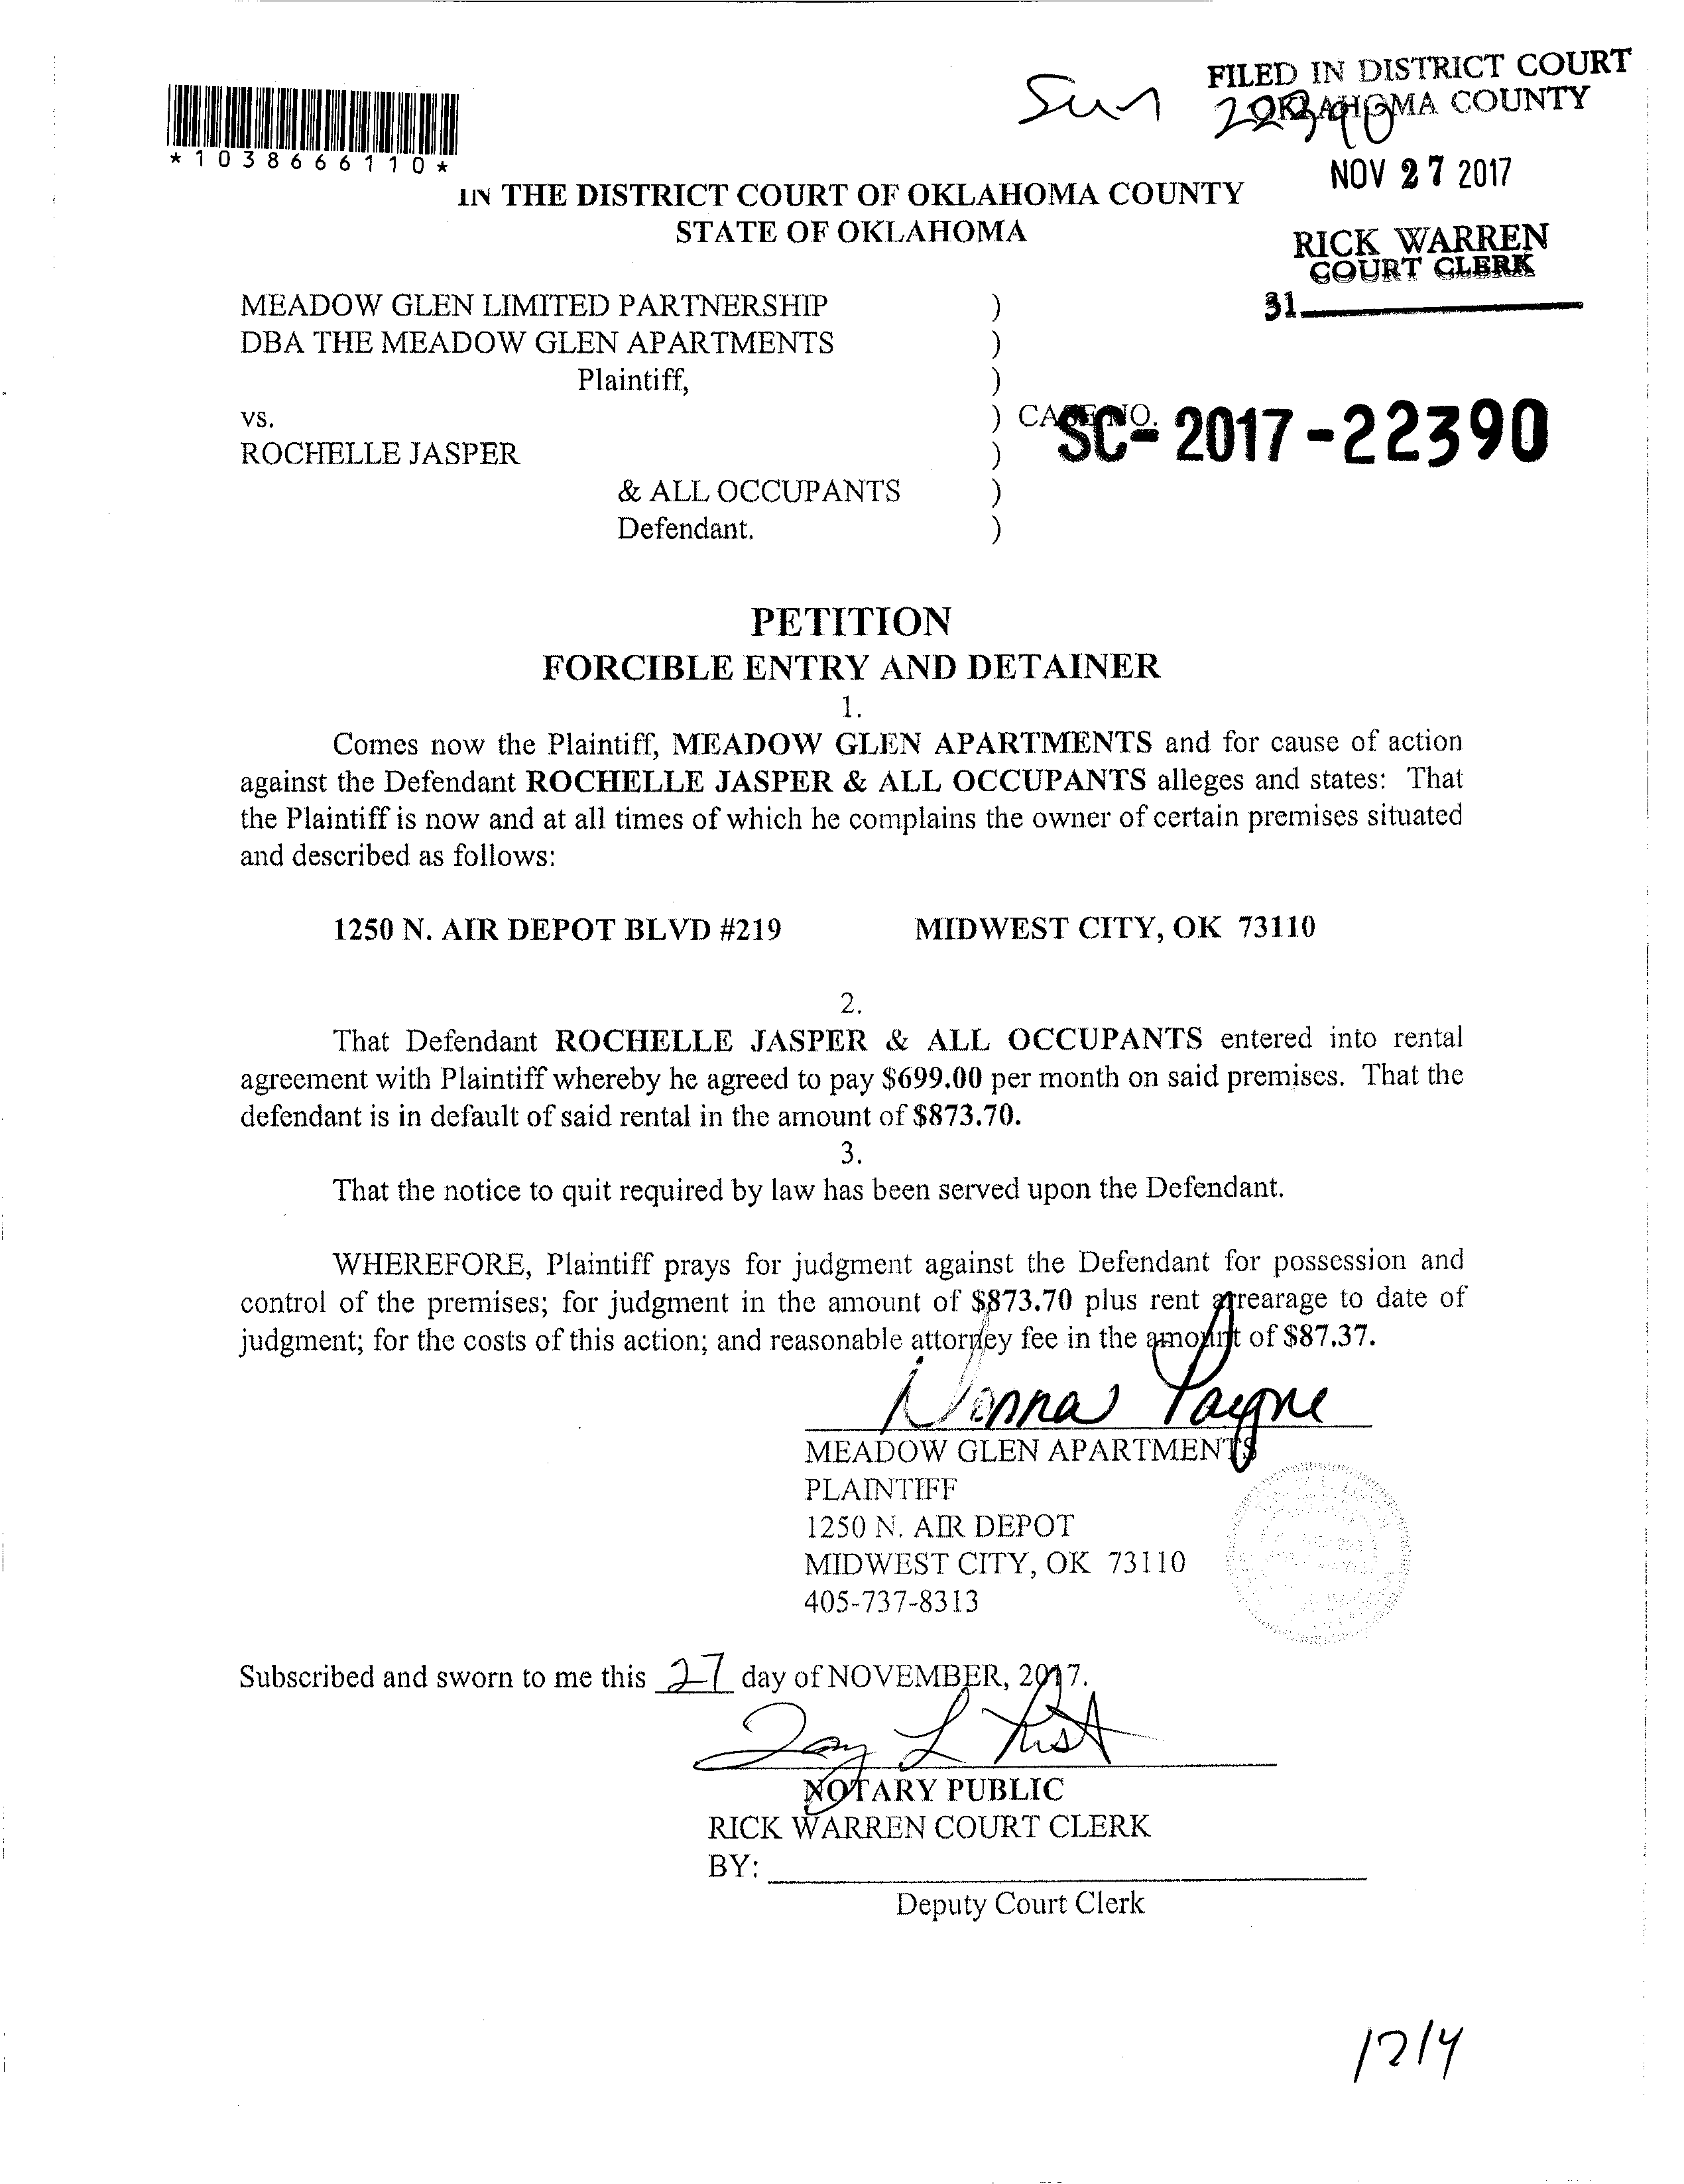 FILED IN DISTRICT COURT
OKLAHOMA COUNTY
22390
NOV 27 2017
RICK WARREN
COURT CLERK
31.
*1038666110*
IN THE DISTRICT COURT OF OKLAHOMA COUNTY
STATE OF OKLAHOMA
MEADOW GLEN LIMITED PARTNERSHIP )
DBA THE MEADOW GLEN APARTMENTS )
Plaintiff, )
vs. ) CASE NO. SC-2017-22390
ROCHELLE JASPER )
& ALL OCCUPANTS )
Defendant. )
PETITION
FORCIBLE ENTRY AND DETAINER
1.
Comes now the Plaintiff, MEADOW GLEN APARTMENTS and for cause of action
against the Defendant ROCHELLE JASPER & ALL OCCUPANTS alleges and states: That
the Plaintiff is now and at all times of which he complains the owner of certain premises situated
and described as follows:
1250 N. AIR DEPOT BLVD #219 MIDWEST CITY, OK 73110
2.
That Defendant ROCHELLE JASPER & ALL OCCUPANTS entered into rental
agreement with Plaintiff whereby he agreed to pay $699.00 per month on said premises. That the
defendant is in default of said rental in the amount of $873.70.
3.
That the notice to quit required by law has been served upon the Defendant.
WHEREFORE, Plaintiff prays for judgment against the Defendant for possession and
control of the premises; for judgment in the amount of $873.70 plus rent arrearage to date of
judgment; for the costs of this action; and reasonable attorney fee in the amount of $87.37.
Payne
MEADOW GLEN APARTMENTS
PLAINTIFF
1250 N. AIR DEPOT
MIDWEST CITY, OK 73110
405-737-8313
Subscribed and sworn to me this 27 day of NOVEMBER, 2017.
NOTARY PUBLIC
RICK WARREN COURT CLERK
BY:
Deputy Court Clerk
12/4